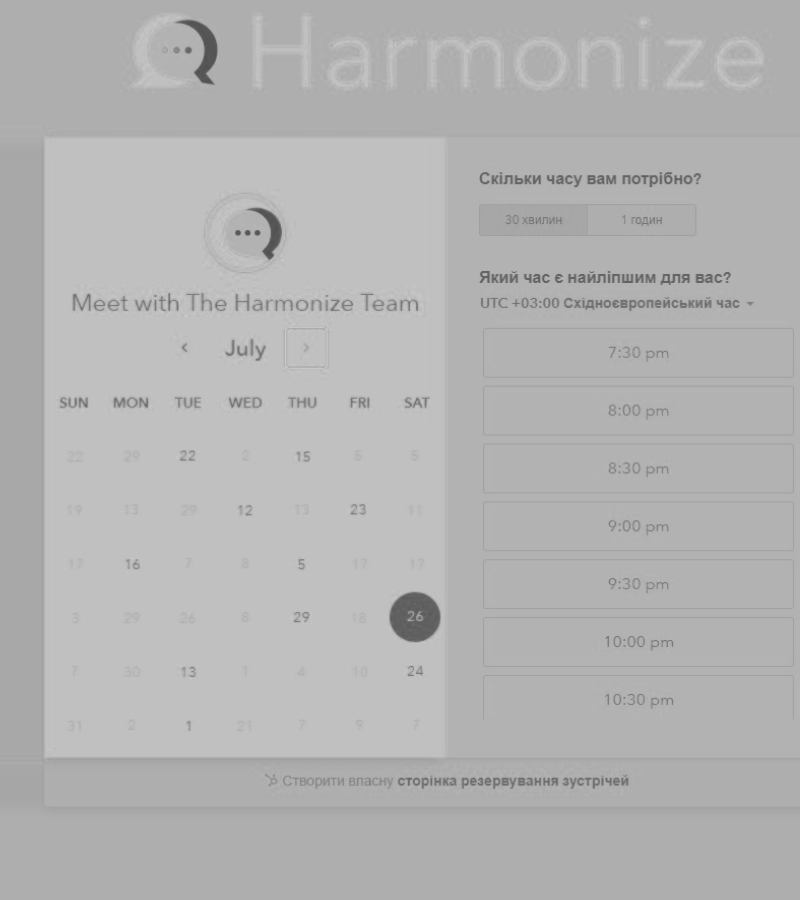 Harmonize
Meet with The Harmonize Team
July
SUN MON TUE WED THU FRI SAT
22 29 22 2 15 5 5
19 13 29 12 13 23 11
17 16 7 8 5 17 17
3 29 26 8 29 18 26
7 30 13 1 4 10 24
31 2 1 21 7 9 7
Скільки часу вам потрібно?
30 хвилин 1 годин
Який час є найліпшим для вас?
UTC +03:00 Східноєвропейський час
7:30 pm
8:00 pm
8:30 pm
9:00 pm
9:30 pm
10:00 pm
10:30 pm
Створити власну сторінка резервування зустрічей